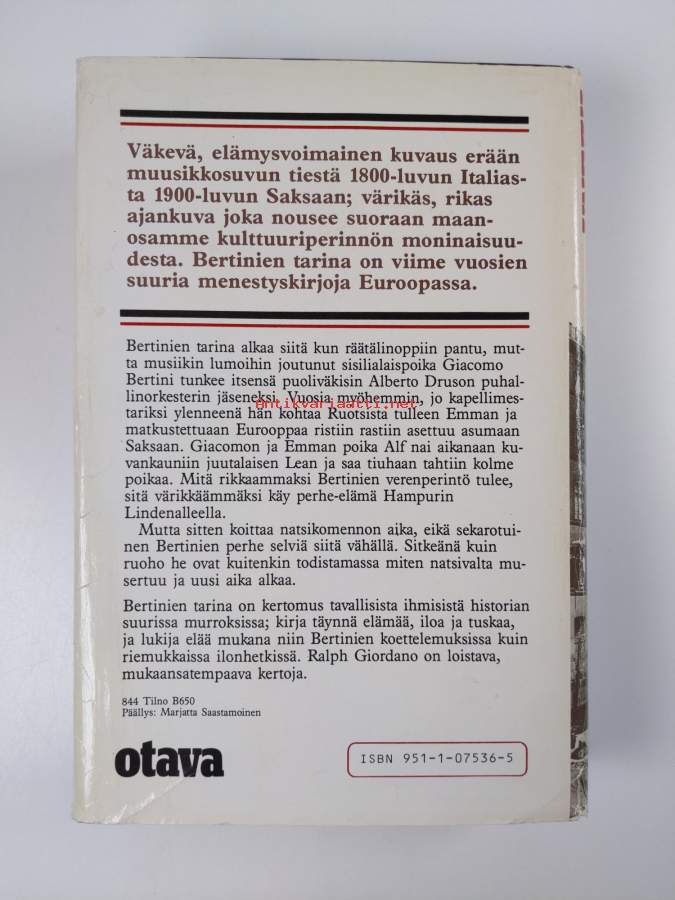 Väkevä, elämysvoimainen kuvaus erään
muusikkosuvun tiestä 1800-luvun Italias-
ta 1900-luvun Saksaan; värikäs, rikas
ajankuva joka nousee suoraan maan-
osamme kulttuuriperinnön moninaisuu-
desta. Bertinien tarina on viime vuosien
suuria menestyskirjoja Euroopassa.
Bertinien tarina alkaa siitä kun räätälinoppiin pantu, mut-
ta musiikin lumoihin joutunut sisilialaispoika Giacomo
Bertini tunkee itsensä puoliväkisin Alberto Druson puhal-
linorkesterin jäseneksi. Vuosia myöhemmin, jo kapellimes-
antikvariaatti.net
tariksi ylenneenä hän kohtaa Ruotsista tulleen Emman ja
matkustettuaan Eurooppaa ristiin rastiin asettuu asumaan
Saksaan. Giacomon ja Emman poika Alf nai aikanaan ku-
vankauniin juutalaisen Lean ja saa tiuhaan tahtiin kolme
poikaa. Mitä rikkaammaksi Bertinien verenperintö tulee,
sitä värikkäämmäksi käy perhe-elämä Hampurin
Lindenalleella.
Mutta sitten koittaa natsikomennon aika, eikä sekarotui-
nen Bertinien perhe selviä siitä vähällä. Sitkeänä kuin
ruoho he ovat kuitenkin todistamassa miten natsivalta mu-
sertuu ja uusi aika alkaa.
Bertinien tarina on kertomus tavallisista ihmisistä historian
suurissa murroksissa; kirja täynnä elämää, iloa ja tuskaa,
ja lukija elää mukana niin Bertinien koettelemuksissa kuin
riemukkaissa ilonhetkissä. Ralph Giordano on loistava,
mukaansatempaava kertoja.
844 Tilno B650
Päällys: Marjatta Saastamoinen
otava
ISBN 951-1-07536-5